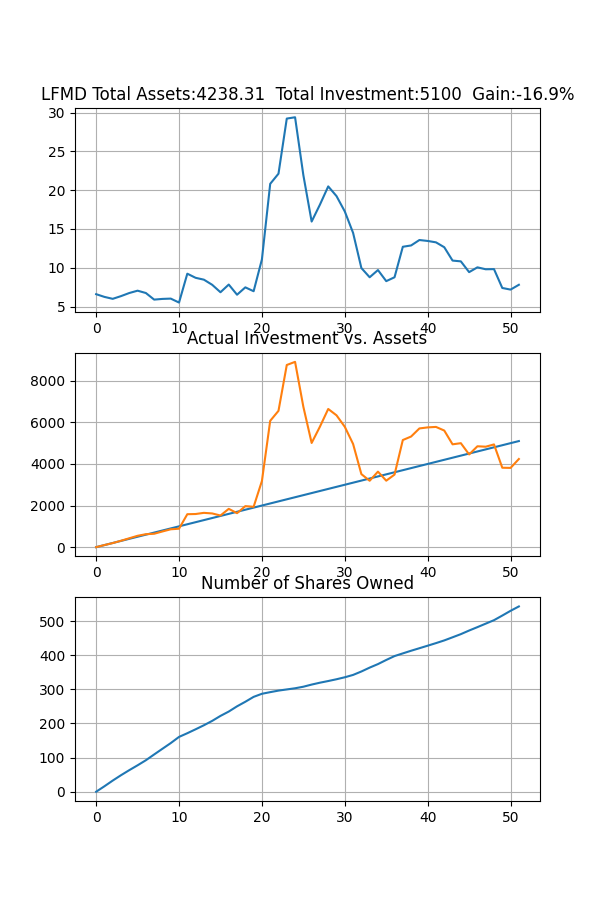 LFMD Total Assets:4238.31  Total Investment:5100  Gain:-16.9%
30
25
20
15
10
5
0 10 20 30 40 50
Actual Investment vs. Assets
8000
6000
4000
2000
0
0 10 20 30 40 50
Number of Shares Owned
500
400
300
200
100
0
0 10 20 30 40 50